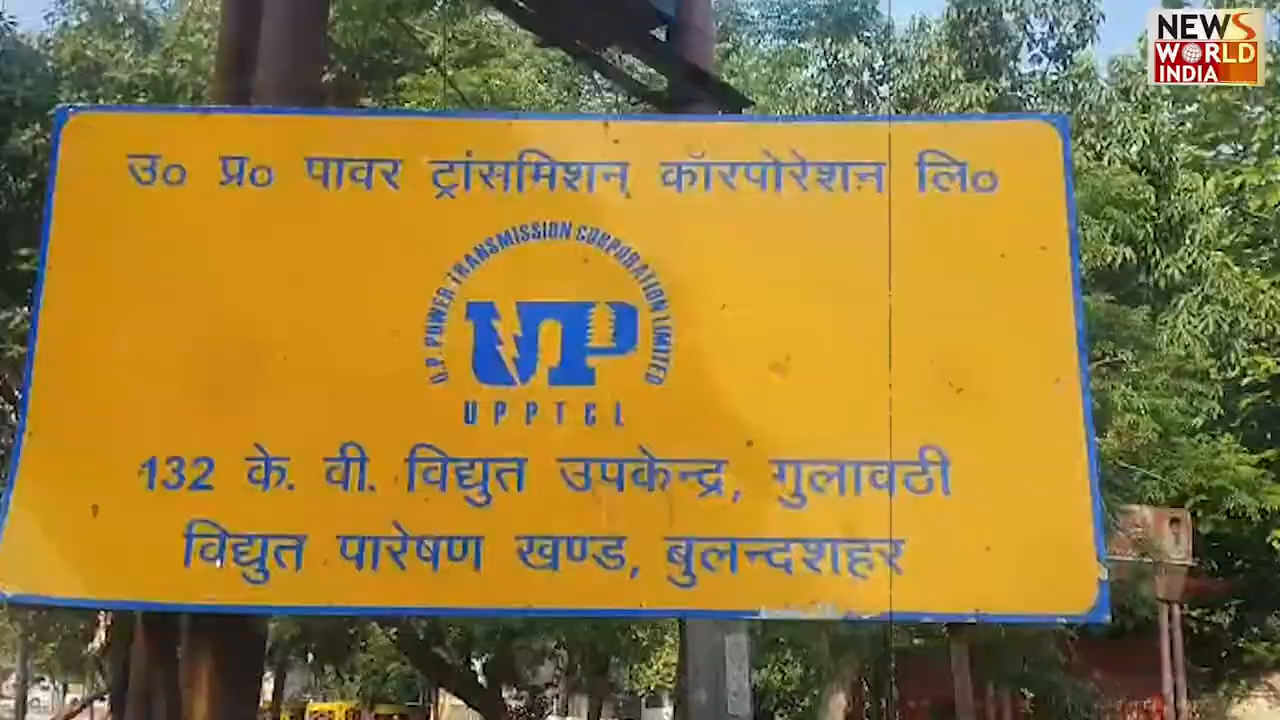 NEWS
WORLD
INDIA
उ० प्र० पावर ट्रांसमिशन् कॉरपोरेशन लि०
U.P. POWER TRANSMISSION CORPORATION LIMITED
UP
UPPTCL
132 के. वी. विद्युत उपकेन्द्र, गुलावठी
विद्युत पारेषण खण्ड, बुलन्दशहर